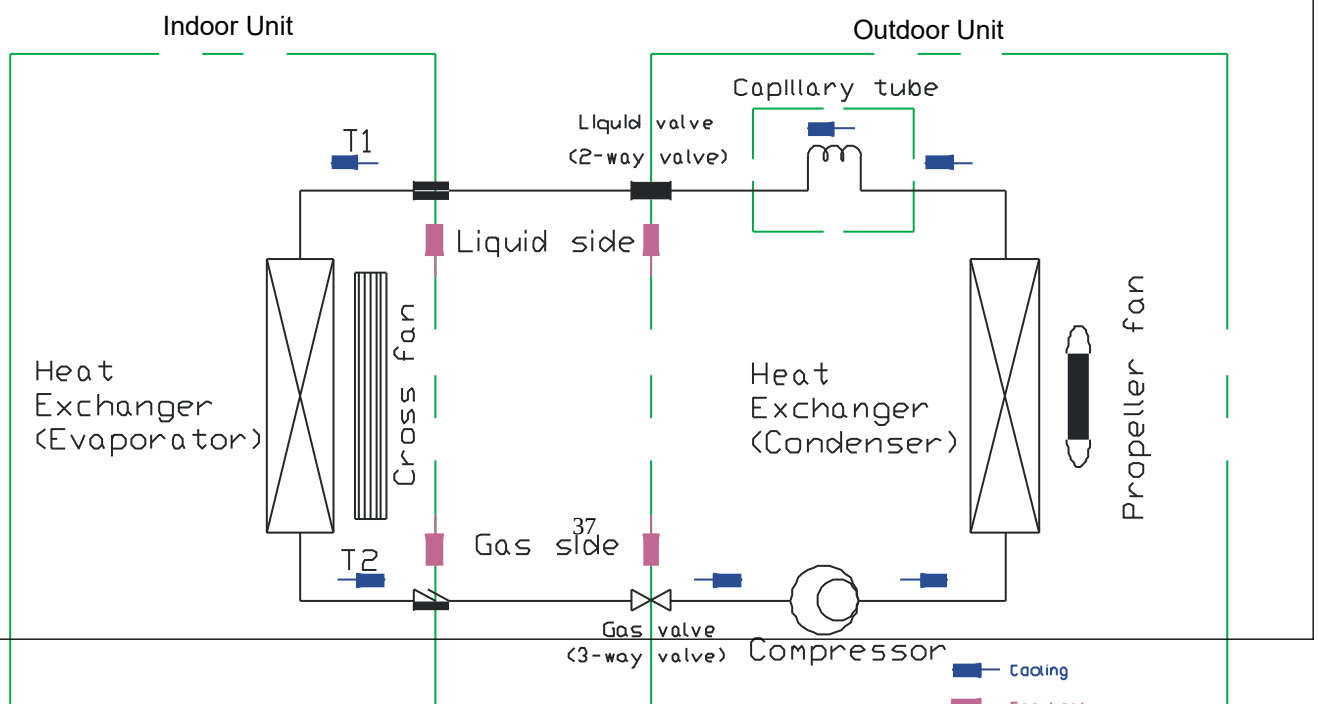 Indoor Unit
Outdoor Unit
Capillary tube
Liquid valve
(2-way valve)
T1
Liquid side
Cross fan
Heat
Exchanger
(Evaporator)
Heat
Exchanger
(Condenser)
Propeller fan
37
Gas side
T2
Gas valve
(3-way valve)
Compressor
Cooling